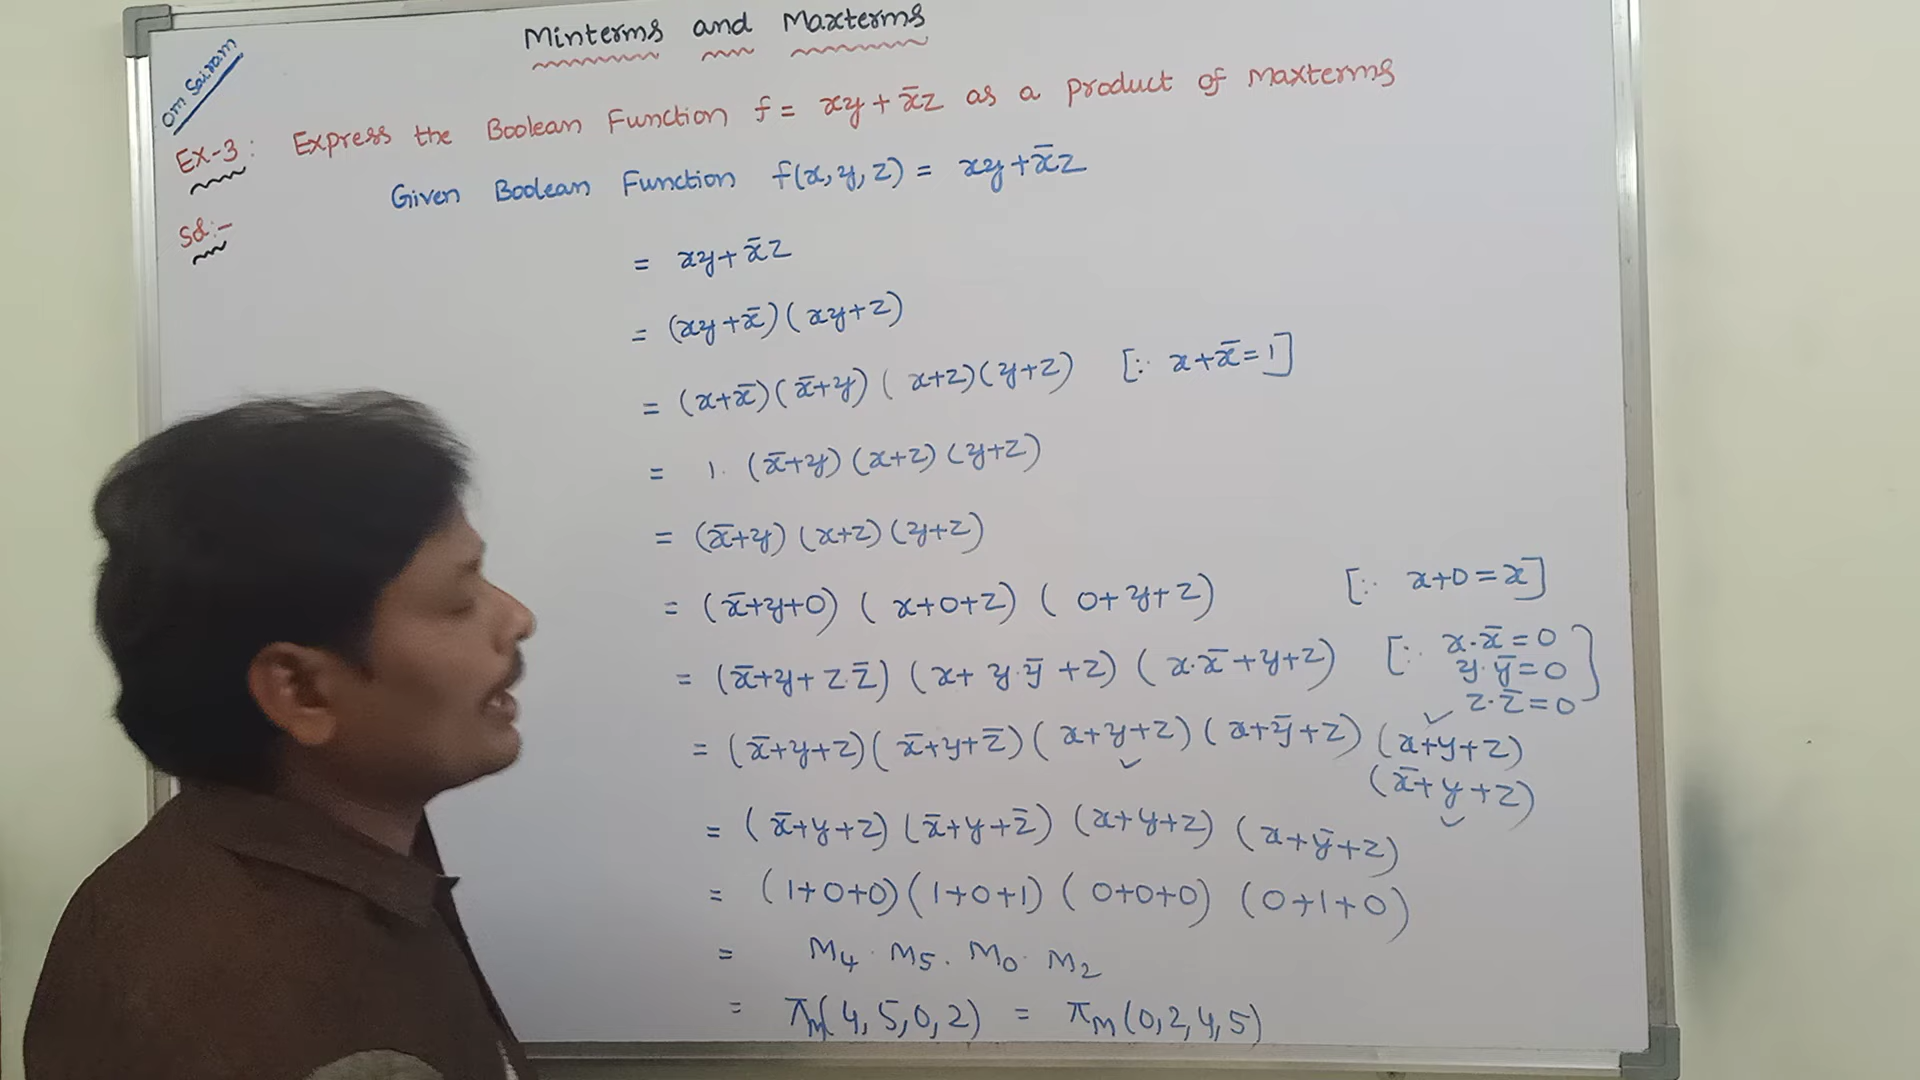 Minterms and Maxterms
Om Sairam
Ex-3: Express the Boolean Function f = xy + x̄z as a product of Maxterms
Sol:- Given Boolean Function f(x, y, z) = xy + x̄z
= xy + x̄z
= (xy + x̄)(xy + z)
= (x + x̄)(x̄ + y)(x + z)(y + z) [∵ x + x̄ = 1]
= 1. (x̄ + y)(x + z)(y + z)
= (x̄ + y)(x + z)(y + z)
= (x̄ + y + 0)(x + 0 + z)(0 + y + z) [∵ x + 0 = x]
= (x̄ + y + z.z̄)(x + y.ȳ + z)(x.x̄ + y + z) [∵ x.x̄ = 0
y.ȳ = 0
z.z̄ = 0]
= (x̄ + y + z)(x̄ + y + z̄)(x + y + z)(x + ȳ + z)(x + y + z)
(x̄ + y + z)
= (x̄ + y + z)(x̄ + y + z̄)(x + y + z)(x + ȳ + z)
= (1 + 0 + 0)(1 + 0 + 1)(0 + 0 + 0)(0 + 1 + 0)
= M4 . M5 . M0 . M2
= πM(4, 5, 0, 2) = πM(0, 2, 4, 5)